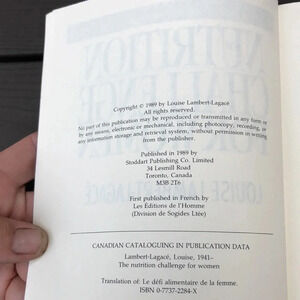 Copyright © 1989 by Louise Lambert-Lagacé
All rights reserved.
No part of this publication may be reproduced or transmitted in any form or
by any means, electronic or mechanical, including photocopy, recording, or
any information storage and retrieval system, without permission in writing
from the publisher.
Published in 1989 by
Stoddart Publishing Co. Limited
34 Lesmill Road
Toronto, Canada
M3B 2T6
First published in French by
Les Éditions de l'Homme
(Division de Sogides Ltée)
CANADIAN CATALOGUING IN PUBLICATION DATA
Lambert-Lagacé, Louise, 1941–
The nutrition challenge for women
Translation of: Le défi alimentaire de la femme.
ISBN 0-7737-2284-X